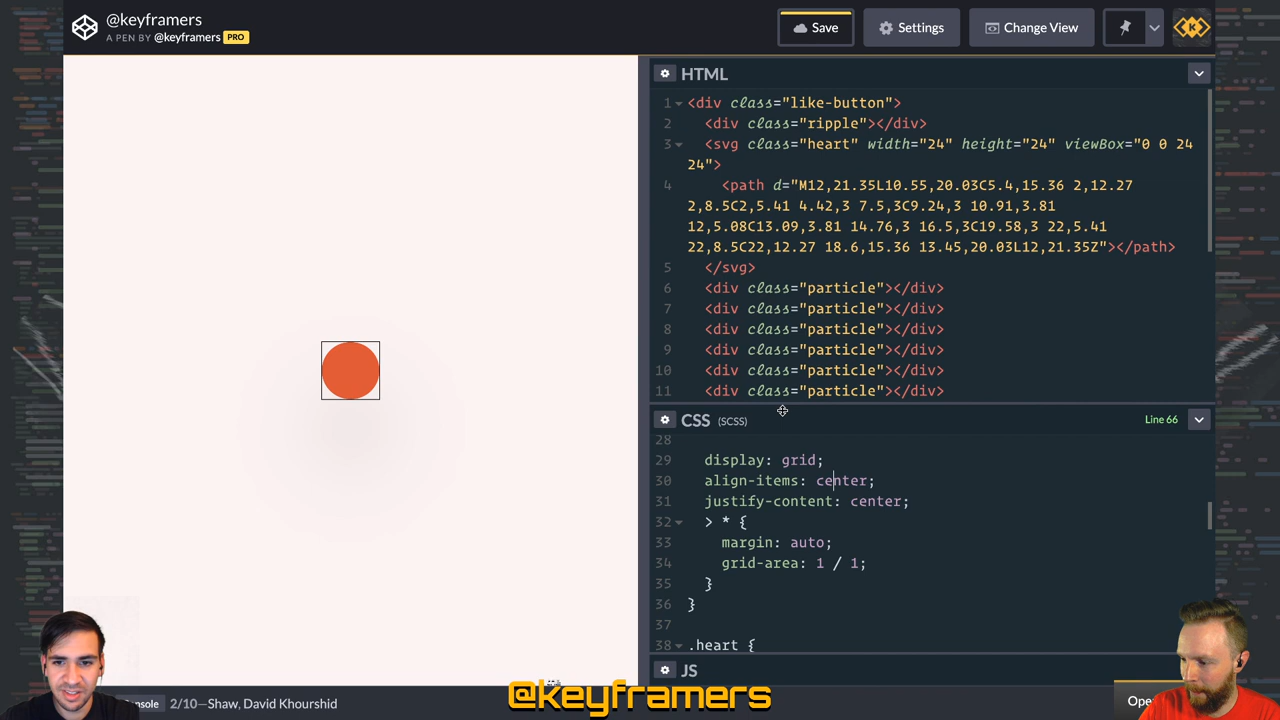 @keyframers
A PEN BY @keyframers PRO
Save
Settings
Change View
HTML
1 <div class="like-button">
2 <div class="ripple"></div>
3 <svg class="heart" width="24" height="24" viewBox="0 0 24
24">
4 <path d="M12,21.35L10.55,20.03C5.4,15.36 2,12.27
2,8.5C2,5.41 4.42,3 7.5,3C9.24,3 10.91,3.81
12,5.08C13.09,3.81 14.76,3 16.5,3C19.58,3 22,5.41
22,8.5C22,12.27 18.6,15.36 13.45,20.03L12,21.35Z"></path>
5 </svg>
6 <div class="particle"></div>
7 <div class="particle"></div>
8 <div class="particle"></div>
9 <div class="particle"></div>
10 <div class="particle"></div>
11 <div class="particle"></div>
CSS (SCSS)
Line 66
28
29 display: grid;
30 align-items: center;
31 justify-content: center;
32 > * {
33 margin: auto;
34 grid-area: 1 / 1;
35 }
36 }
37
38 .heart {
JS
2/10—Shaw, David Khourshid
@keyframers